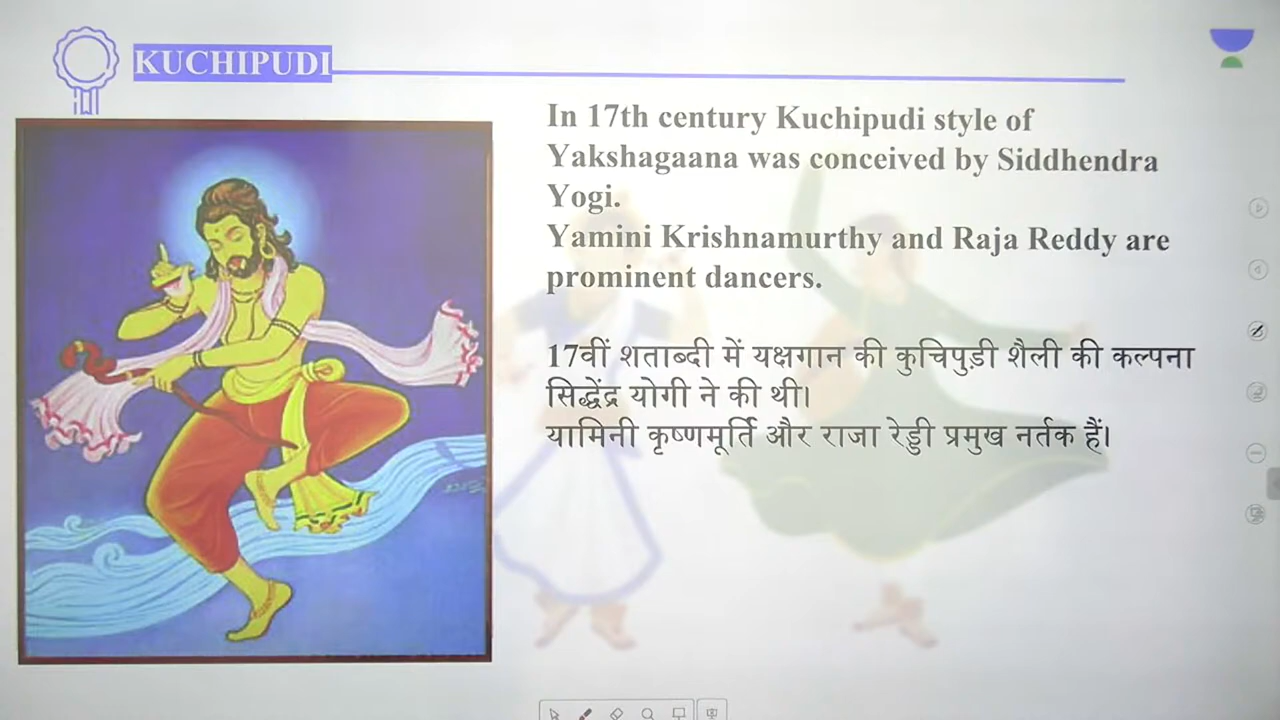 KUCHIPUDI
In 17th century Kuchipudi style of
Yakshagaana was conceived by Siddhendra
Yogi.
Yamini Krishnamurthy and Raja Reddy are
prominent dancers.
17वीं शताब्दी में यक्षगान की कुचिपुड़ी शैली की कल्पना
सिद्धेंद्र योगी ने की थी।
यामिनी कृष्णमूर्ति और राजा रेड्डी प्रमुख नर्तक हैं।